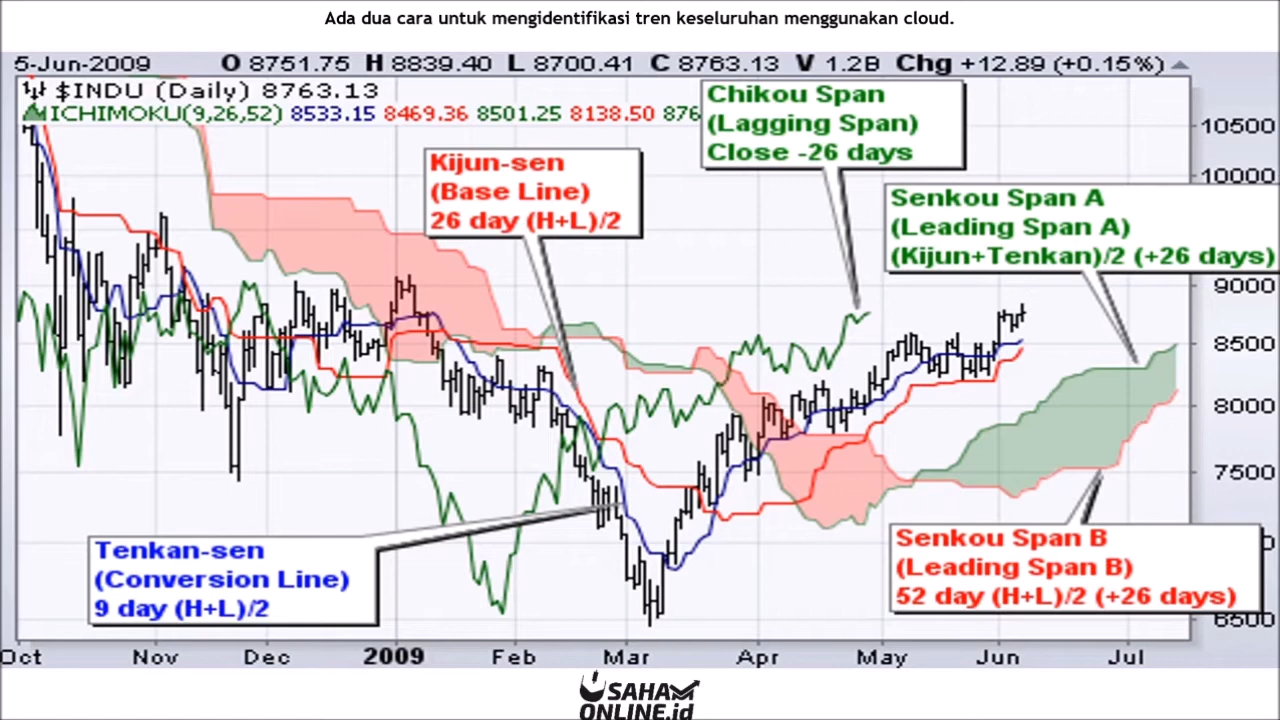 Ada dua cara untuk mengidentifikasi tren keseluruhan menggunakan cloud.
5-Jun-2009 O 8751.75 H 8839.40 L 8700.41 C 8763.13 V 1.2B Chg +12.89 (+0.15%)
$INDU (Daily) 8763.13
ICHIMOKU(9,26,52) 8533.15 8469.36 8501.25 8138.50
Chikou Span
(Lagging Span)
Close -26 days
Kijun-sen
(Base Line)
26 day (H+L)/2
Senkou Span A
(Leading Span A)
(Kijun+Tenkan)/2 (+26 days)
Tenkan-sen
(Conversion Line)
9 day (H+L)/2
Senkou Span B
(Leading Span B)
52 day (H+L)/2 (+26 days)
10500
10000
9000
8500
8000
7500
Oct Nov Dec 2009 Feb Mar Apr May Jun Jul
SAHAM
ONLINE.id